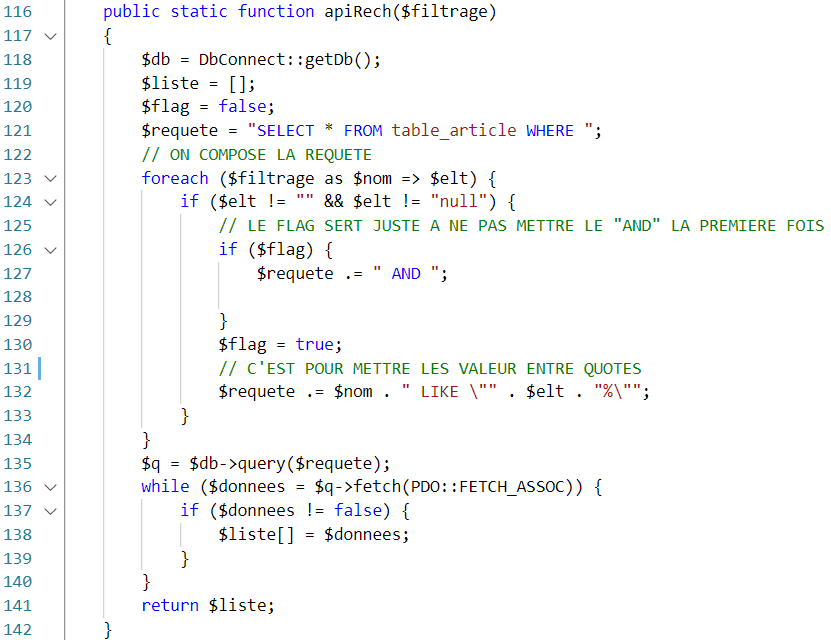 116 public static function apiRech($filtrage)
117 {
118 $db = DbConnect::getDb();
119 $liste = [];
120 $flag = false;
121 $requete = "SELECT * FROM table_article WHERE ";
122 // ON COMPOSE LA REQUETE
123 foreach ($filtrage as $nom => $elt) {
124 if ($elt != "" && $elt != "null") {
125 // LE FLAG SERT JUSTE A NE PAS METTRE LE "AND" LA PREMIERE FOIS
126 if ($flag) {
127 $requete .= " AND ";
128
129 }
130 $flag = true;
131 // C'EST POUR METTRE LES VALEUR ENTRE QUOTES
132 $requete .= $nom . " LIKE \"" . $elt . "%\"";
133 }
134 }
135 $q = $db->query($requete);
136 while ($donnees = $q->fetch(PDO::FETCH_ASSOC)) {
137 if ($donnees != false) {
138 $liste[] = $donnees;
139 }
140 }
141 return $liste;
142 }